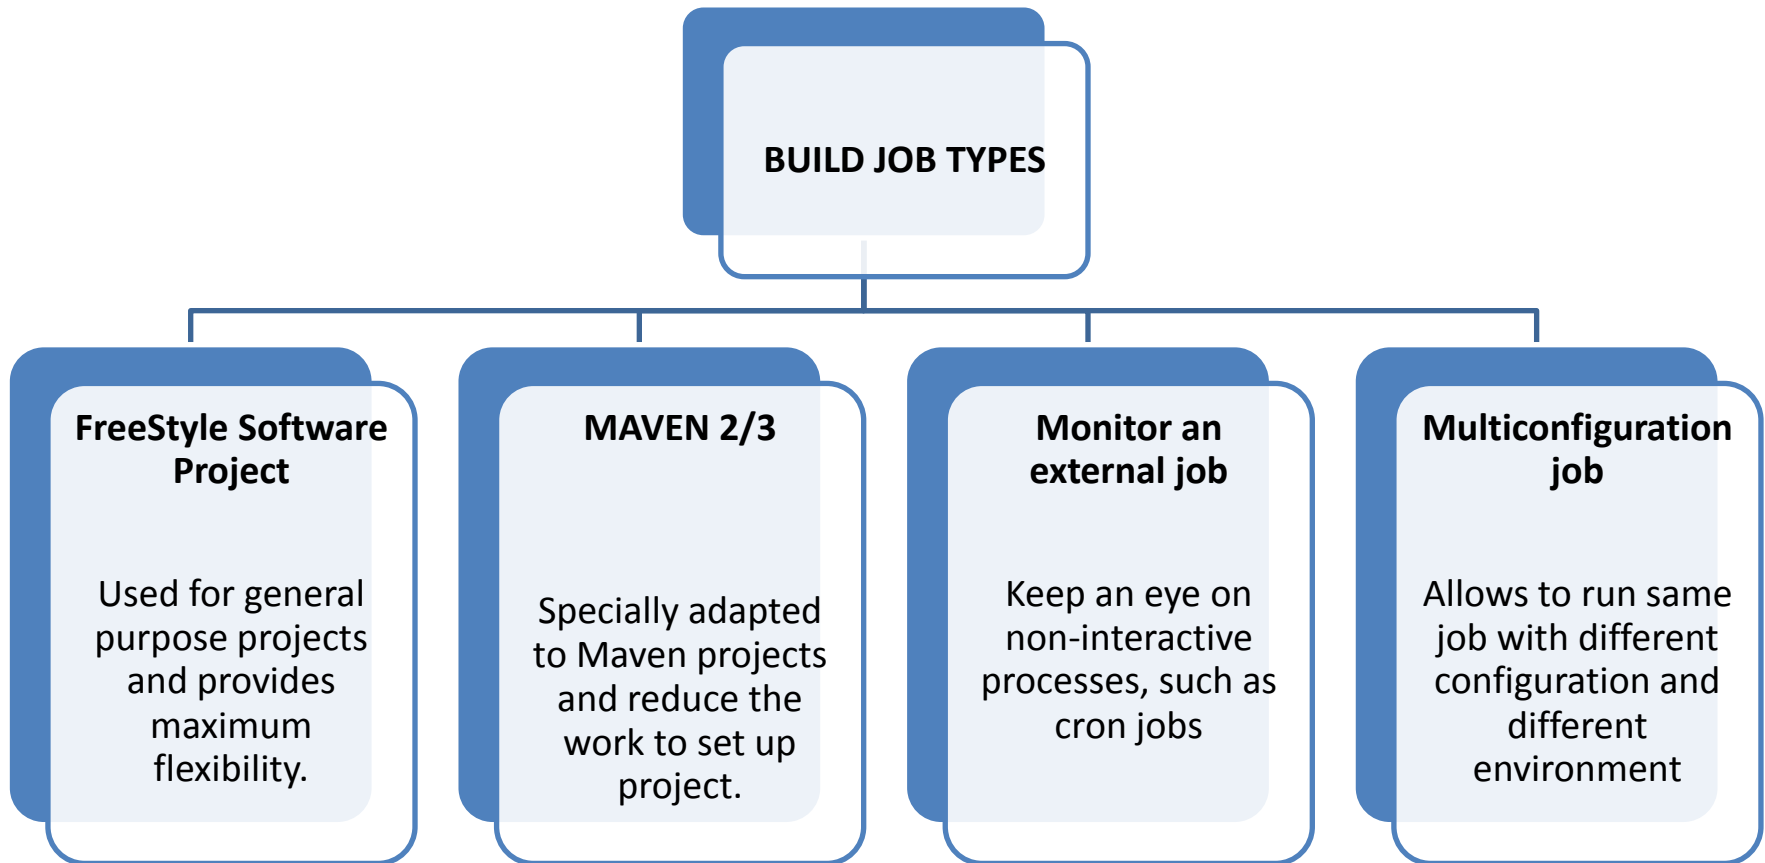 BUILD JOB TYPES
FreeStyle Software
Project
Used for general
purpose projects
and provides
maximum
flexibility.
MAVEN 2/3
Specially adapted
to Maven projects
and reduce the
work to set up
project.
Monitor an
external job
Keep an eye on
non-interactive
processes, such as
cron jobs
Multiconfiguration
job
Allows to run same
job with different
configuration and
different
environment